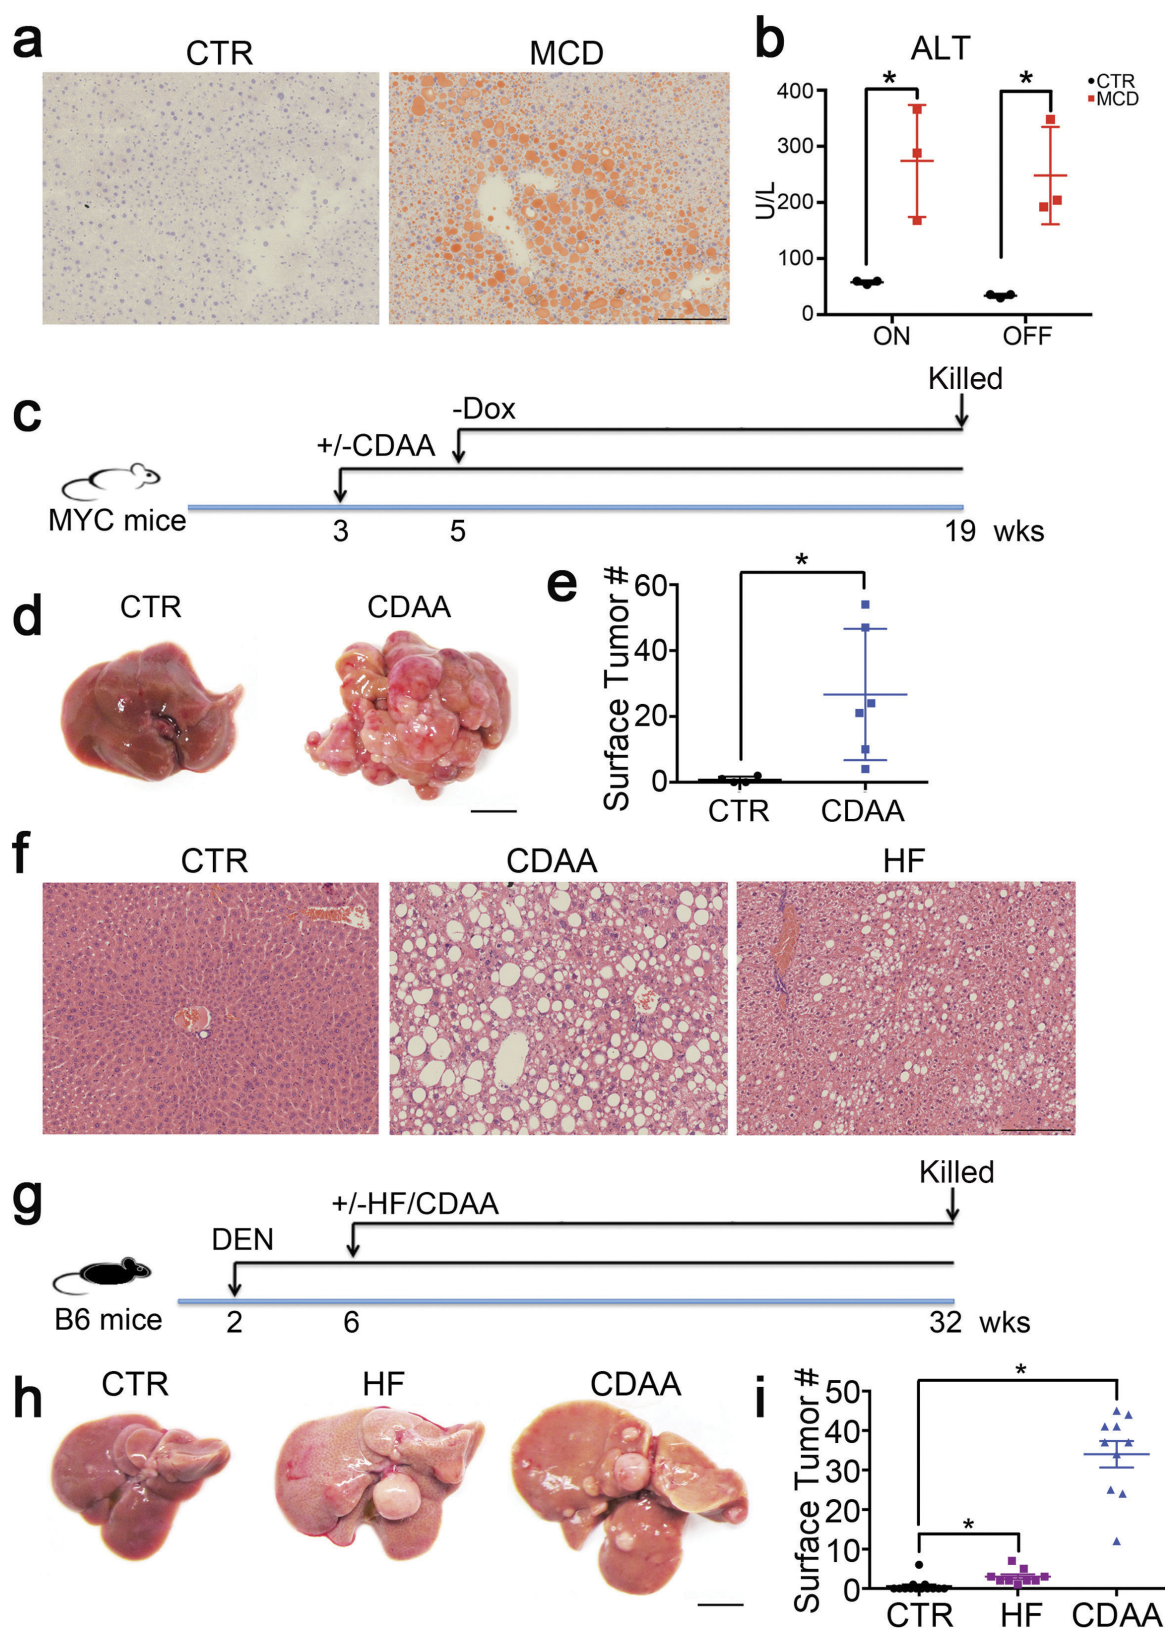 a
CTR
MCD
b
ALT
CTR
MCD
*
*
400
300
200
100
0
U/L
ON
OFF
c
Killed
-Dox
+/-CDAA
MYC mice
3
5
19
wks
d
CTR
CDAA
e
*
Surface Tumor #
60
40
20
0
CTR
CDAA
f
CTR
CDAA
HF
g
Killed
+/-HF/CDAA
DEN
B6 mice
2
6
32
wks
h
CTR
HF
CDAA
i
*
*
Surface Tumor #
50
40
30
20
10
0
CTR
HF
CDAA